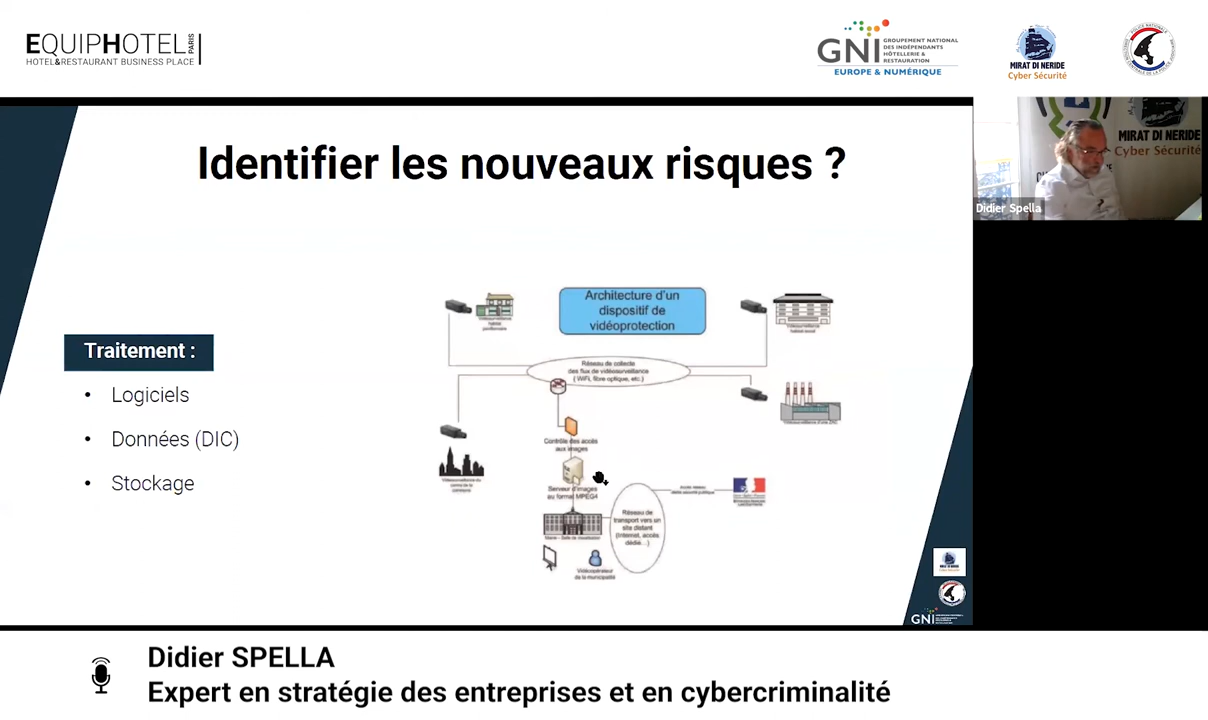 EQUIPHOTEL PARIS
HOTEL&RESTAURANT BUSINESS PLACE
GNI GROUPEMENT NATIONAL
DES INDÉPENDANTS
HÔTELLERIE &
RESTAURATION
EUROPE & NUMÉRIQUE
MIRAT DI NERIDE
Cyber Sécurité
Identifier les nouveaux risques ?
MIRAT DI NERIDE
Cyber Sécurité
Didier Spella
Architecture d'un
dispositif de
vidéoprotection
Réseau de collecte
des flux de vidéosurveillance
( WiFi, fibre optique, etc.)
Traitement :
• Logiciels
• Données (DIC)
• Stockage
Contrôle des accès
aux images
Serveur d'images
au format MPEG4
Réseau de
transport vers un
site distant
(Internet, accès
dédié...)
Vidéopérateur
de la municipalité
GNI
Didier SPELLA
Expert en stratégie des entreprises et en cybercriminalité